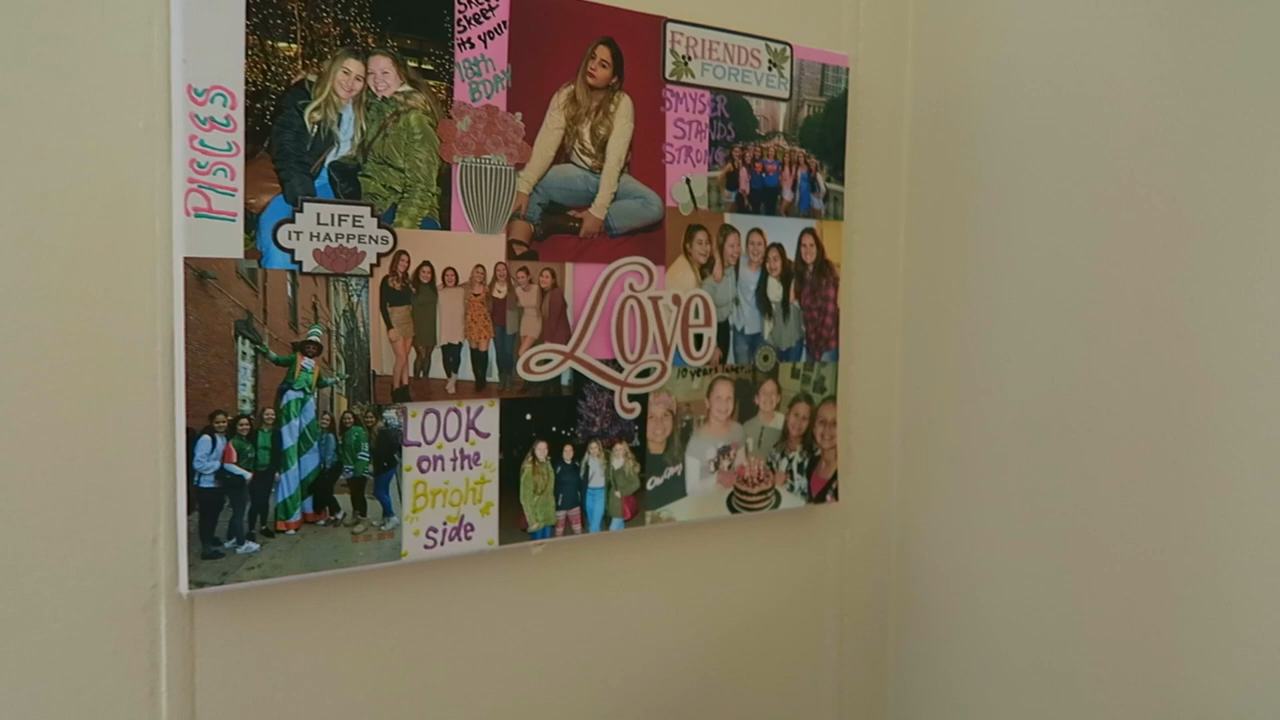 PISCES
Skeet
its your
18th
BDAY
FRIENDS
FOREVER
SMYSER
STANDS
STRONG
LIFE
IT HAPPENS
Love
10 years later...
LOOK
on the
Bright
side